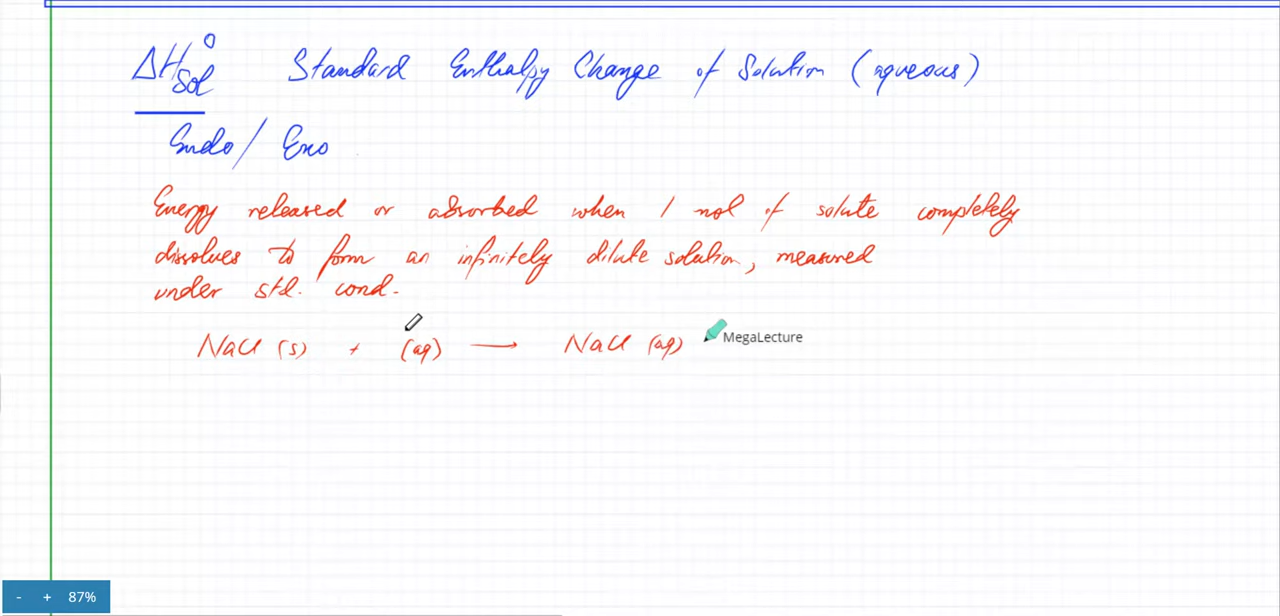 ΔH°sol Standard Enthalpy Change of Solution (aqueous)
Endo/Exo
Energy released or absorbed when 1 mol of solute completely
dissolves to form an infinitely dilute solution, measured
under std. cond.
NaCl (s) + (aq) → NaCl (aq) MegaLecture
- + 87%